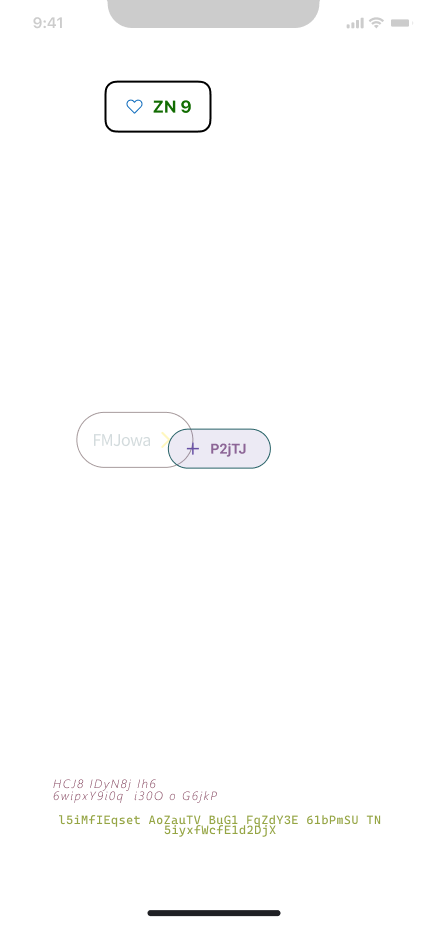 9:41
ZN 9
FMJowa
P2jTJ
HCJ8 IDyN8j Ih6
6wipxY9i0q i30O o G6jkP
l5iMfIEqset AoZauTV BuG1 FgZdY3E 61bPmSU TN
5iyxfWcfE1d2DjX